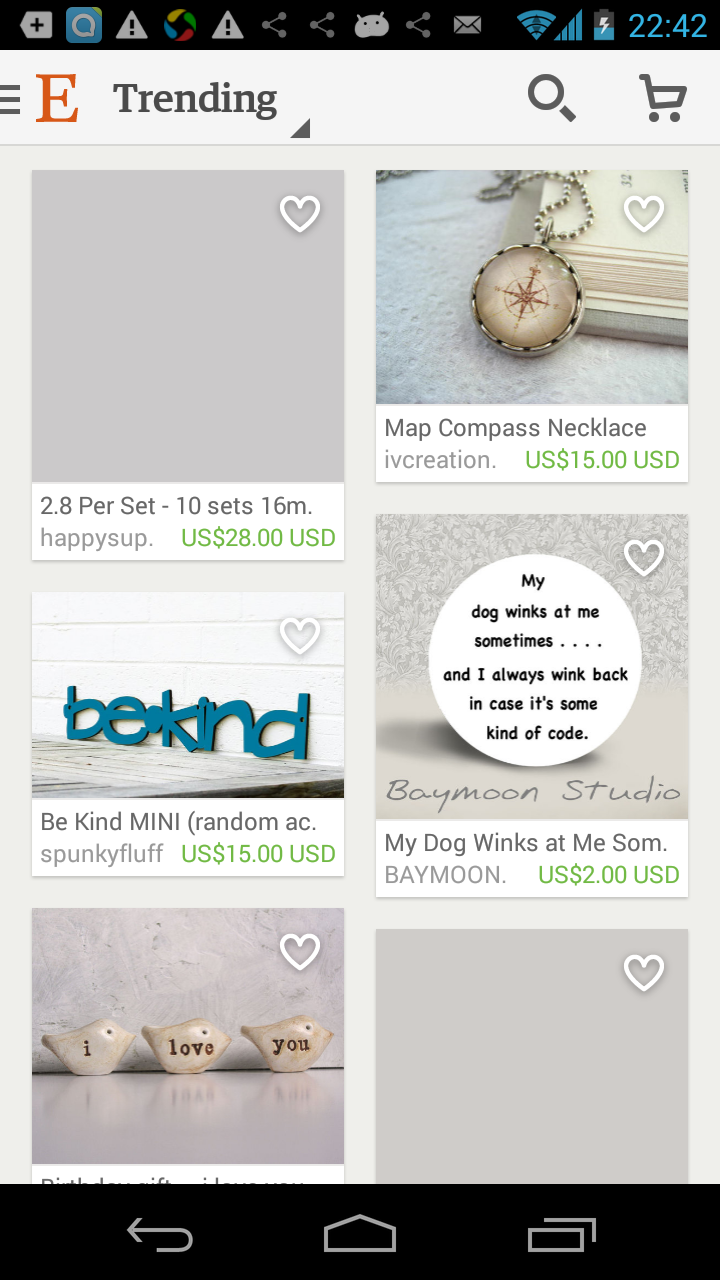 22:42
E Trending
2.8 Per Set - 10 sets 16m.
happysup. US$28.00 USD
Map Compass Necklace
ivcreation. US$15.00 USD
be kind
Be Kind MINI (random ac.
spunkyfluff US$15.00 USD
My
dog winks at me
sometimes . . . .
and I always wink back
in case it's some
kind of code.
Baymoon Studio
My Dog Winks at Me Som.
BAYMOON. US$2.00 USD
i love you